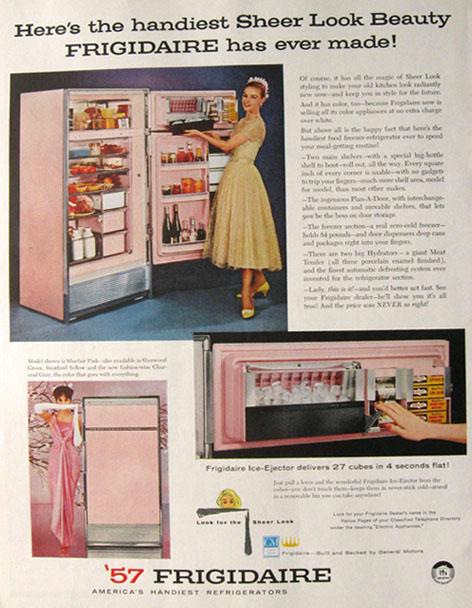 Here's the handiest Sheer Look Beauty
FRIGIDAIRE has ever made!
Of course, it has all the magic of Sheer Look
styling to make your old kitchen look radiantly
new now—and keep you in style for the future.
And it has color, too—because Frigidaire now is
selling all its color appliances at no extra charge
over white.
But above all is the happy fact that here's the
handiest food freezer-refrigerator ever to speed
your meal-getting routine!
—Two main shelves—with a special big-bottle
shelf to boot—roll out, all the way. Every square
inch of every corner is usable—with no gadgets
to trip your fingers—much more shelf area, model
for model, than most other makes.
—The ingenious Plan-A-Door, with interchange-
able containers and movable shelves, that lets
you be the boss on door storage.
—The freezer section—a real zero-cold freezer—
holds 84 pounds—and door dispensers drop cans
and packages right into your fingers.
—There are two big Hydrators—a giant Meat
Tender (all three porcelain enamel finished),
and the finest automatic defrosting system ever
invented for the refrigerator section.
—Lady, this is it!—and you'd better act fast. See
your Frigidaire dealer—he'll show you it's all
true! And the price was NEVER so right!
Model shown is Mayfair Pink—also available in Sherwood
Green, Stratford Yellow and the new fashion-wise Char-
coal Gray, the color that goes with everything.
Frigidaire Ice-Ejector delivers 27 cubes in 4 seconds flat!
Just pull a lever and the wonderful Frigidaire Ice-Ejector frees the
cubes—you don't touch them—keeps them in never-stick cold—stored
in a removable bin you can take anywhere!
Look for the Sheer Look
Look for your Frigidaire Dealer's name in the
Yellow Pages of your Classified Telephone Directory
under the heading "Electric Appliances."
GM
Frigidaire—Built and Backed by General Motors
'57 FRIGIDAIRE
AMERICA'S HANDIEST REFRIGERATORS